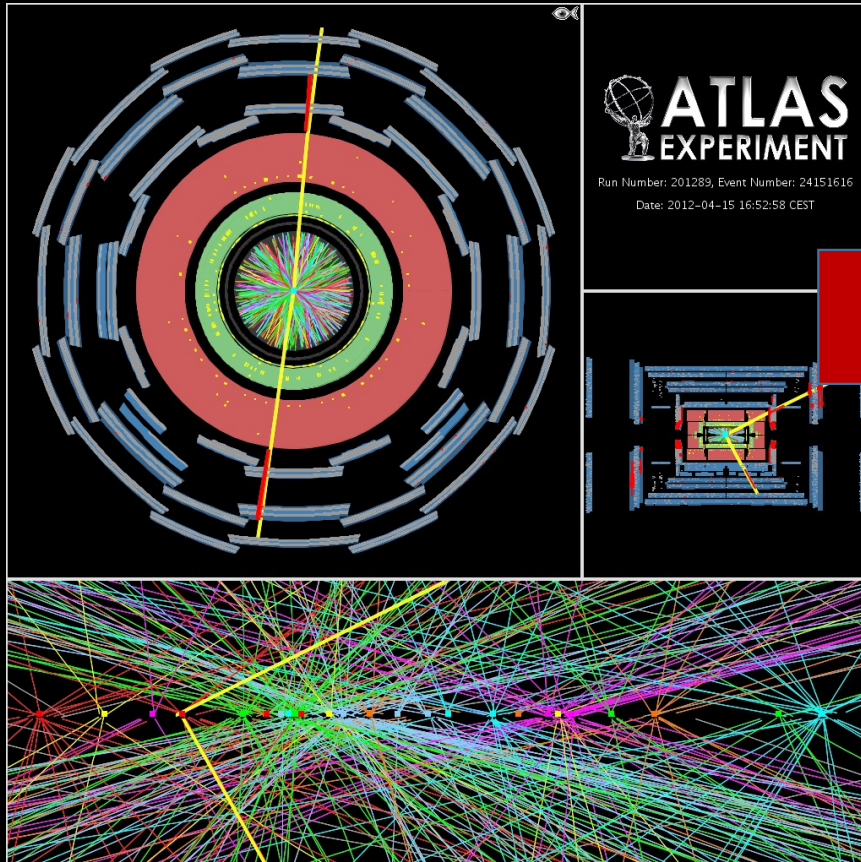 ATLAS
EXPERIMENT
Run Number: 201289, Event Number: 24151616
Date: 2012-04-15 16:52:58 CEST